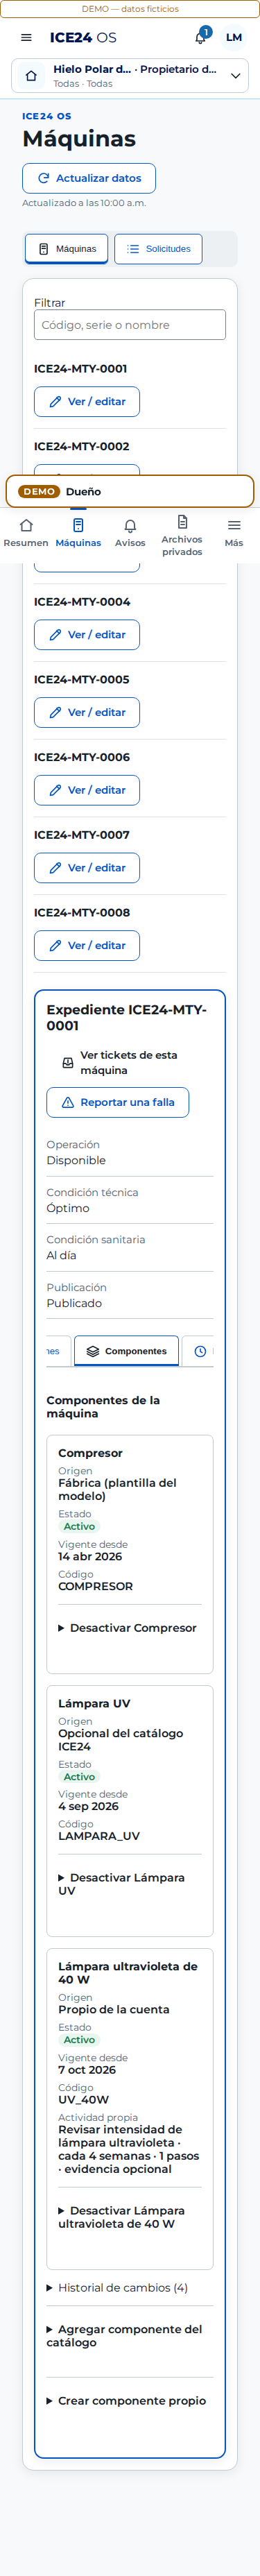 DEMO — datos ficticios
ICE24 OS
1
LM
Hielo Polar d... · Propietario d...
Todas · Todas
ICE24 OS
Máquinas
Actualizar datos
Actualizado a las 10:00 a.m.
Máquinas
Solicitudes
Filtrar
Código, serie o nombre
ICE24-MTY-0001
Ver / editar
ICE24-MTY-0002
DEMO Dueño
Resumen
Máquinas
Avisos
Archivos privados
Más
ICE24-MTY-0004
Ver / editar
ICE24-MTY-0005
Ver / editar
ICE24-MTY-0006
Ver / editar
ICE24-MTY-0007
Ver / editar
ICE24-MTY-0008
Ver / editar
Expediente ICE24-MTY-
0001
Ver tickets de esta
máquina
Reportar una falla
Operación
Disponible
Condición técnica
Óptimo
Condición sanitaria
Al día
Publicación
Publicado
Componentes
Componentes de la
máquina
Compresor
Origen
Fábrica (plantilla del
modelo)
Estado
Activo
Vigente desde
14 abr 2026
Código
COMPRESOR
Desactivar Compresor
Lámpara UV
Origen
Opcional del catálogo
ICE24
Estado
Activo
Vigente desde
4 sep 2026
Código
LAMPARA_UV
Desactivar Lámpara
UV
Lámpara ultravioleta de
40 W
Origen
Propio de la cuenta
Estado
Activo
Vigente desde
7 oct 2026
Código
UV_40W
Actividad propia
Revisar intensidad de
lámpara ultravioleta ·
cada 4 semanas · 1 pasos
· evidencia opcional
Desactivar Lámpara
ultravioleta de 40 W
Historial de cambios (4)
Agregar componente del
catálogo
Crear componente propio